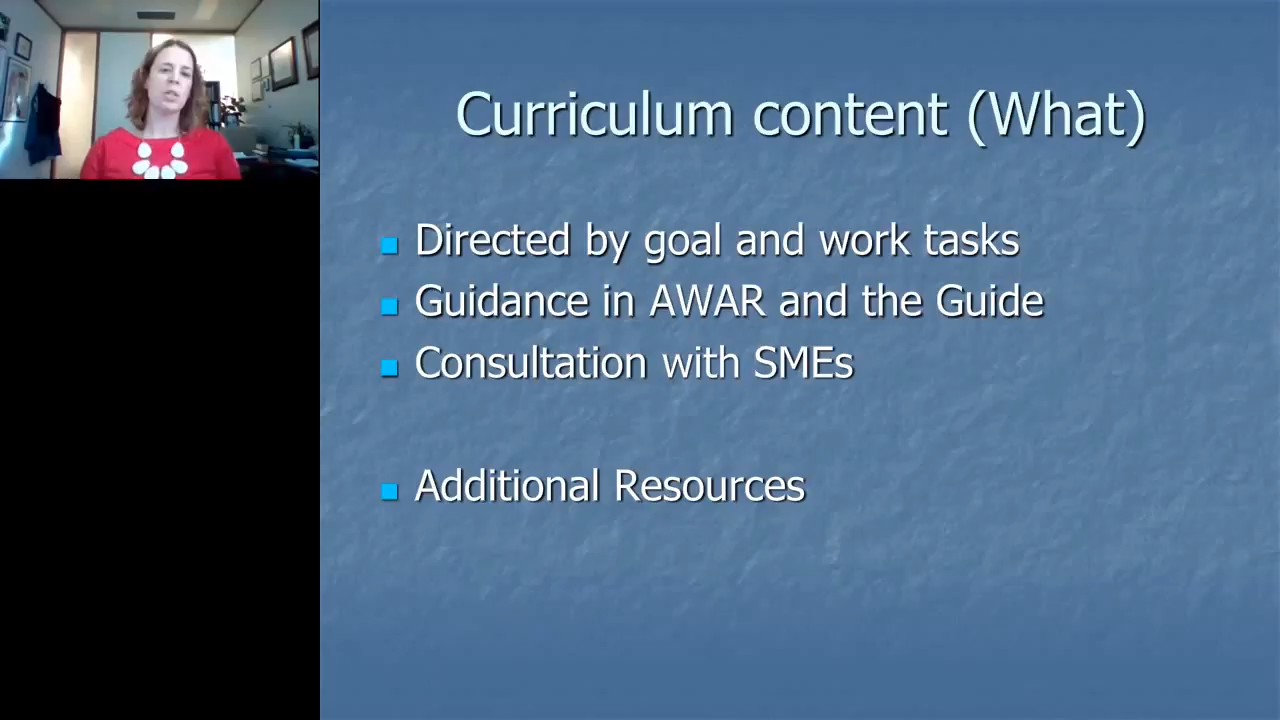 Curriculum content (What)
Directed by goal and work tasks
Guidance in AWAR and the Guide
Consultation with SMEs
Additional Resources